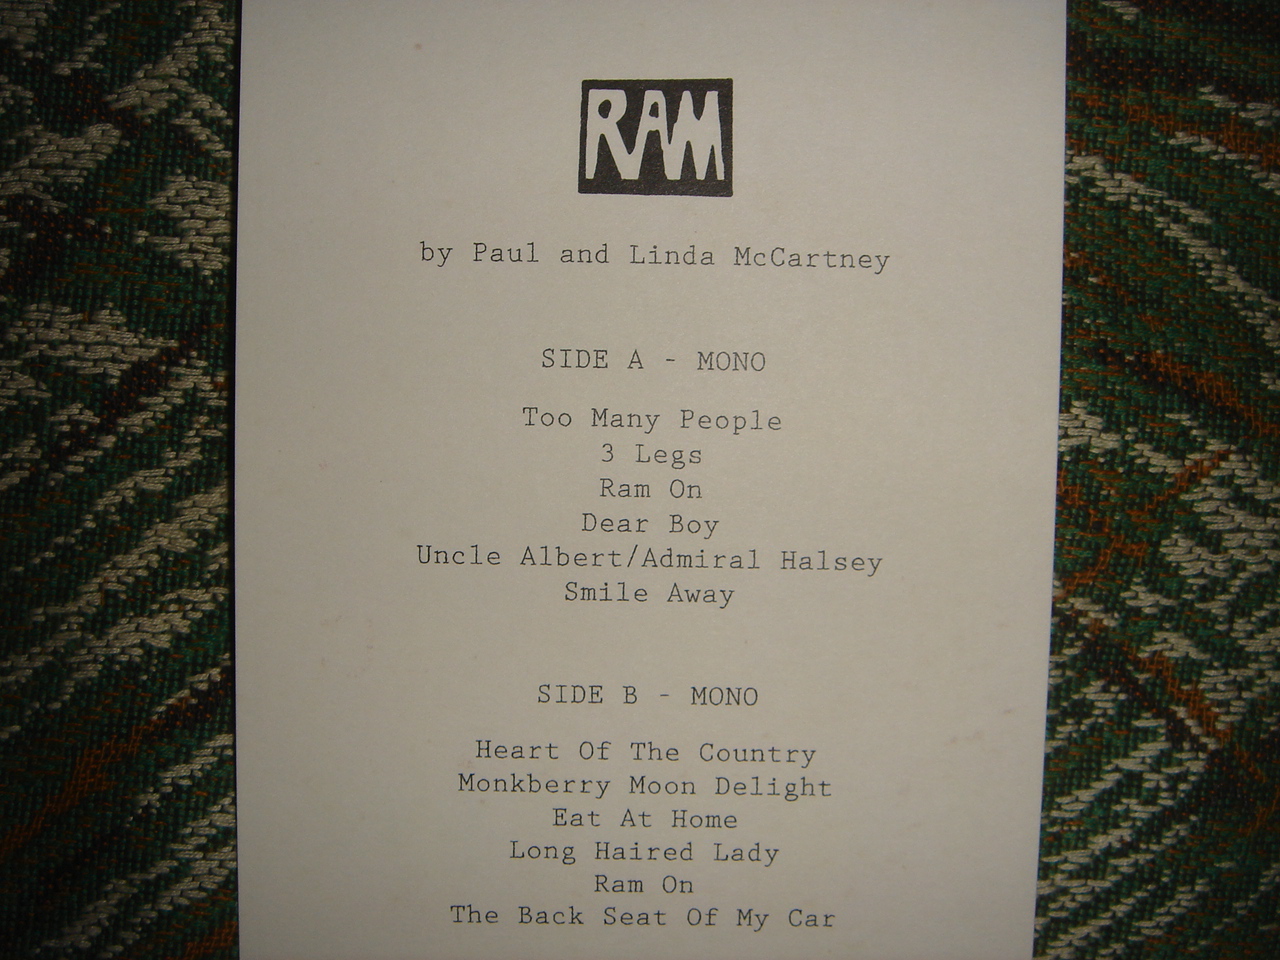 RAM
by Paul and Linda McCartney
SIDE A - MONO
Too Many People
3 Legs
Ram On
Dear Boy
Uncle Albert/Admiral Halsey
Smile Away
SIDE B - MONO
Heart Of The Country
Monkberry Moon Delight
Eat At Home
Long Haired Lady
Ram On
The Back Seat Of My Car